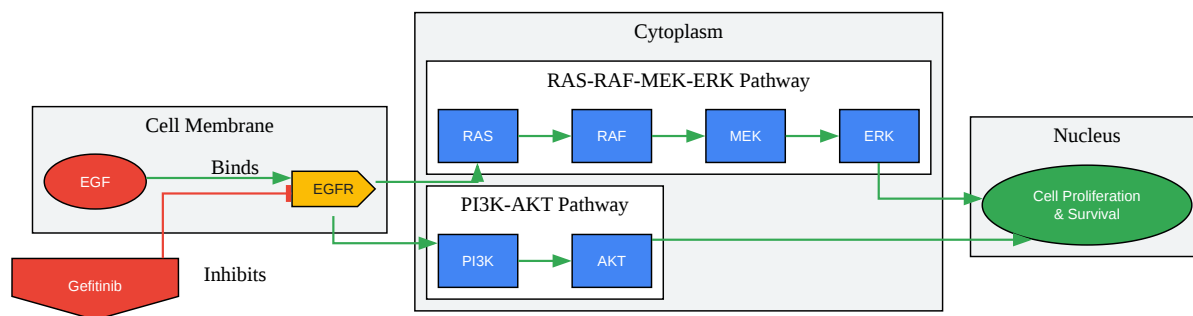 Cytoplasm
RAS-RAF-MEK-ERK Pathway
RAS
RAF
MEK
ERK
Cell Membrane
Binds
EGF
EGFR
Nucleus
Cell Proliferation
& Survival
PI3K-AKT Pathway
PI3K
AKT
Gefitinib
Inhibits